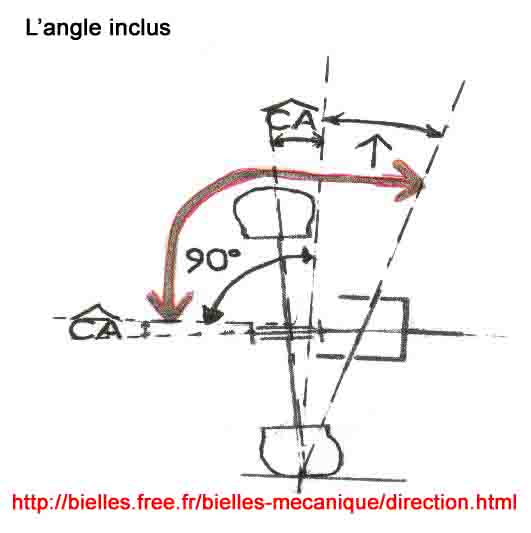 L'angle inclus
CA
90°
CA
http://bielles.free.fr/bielles-mecanique/direction.html